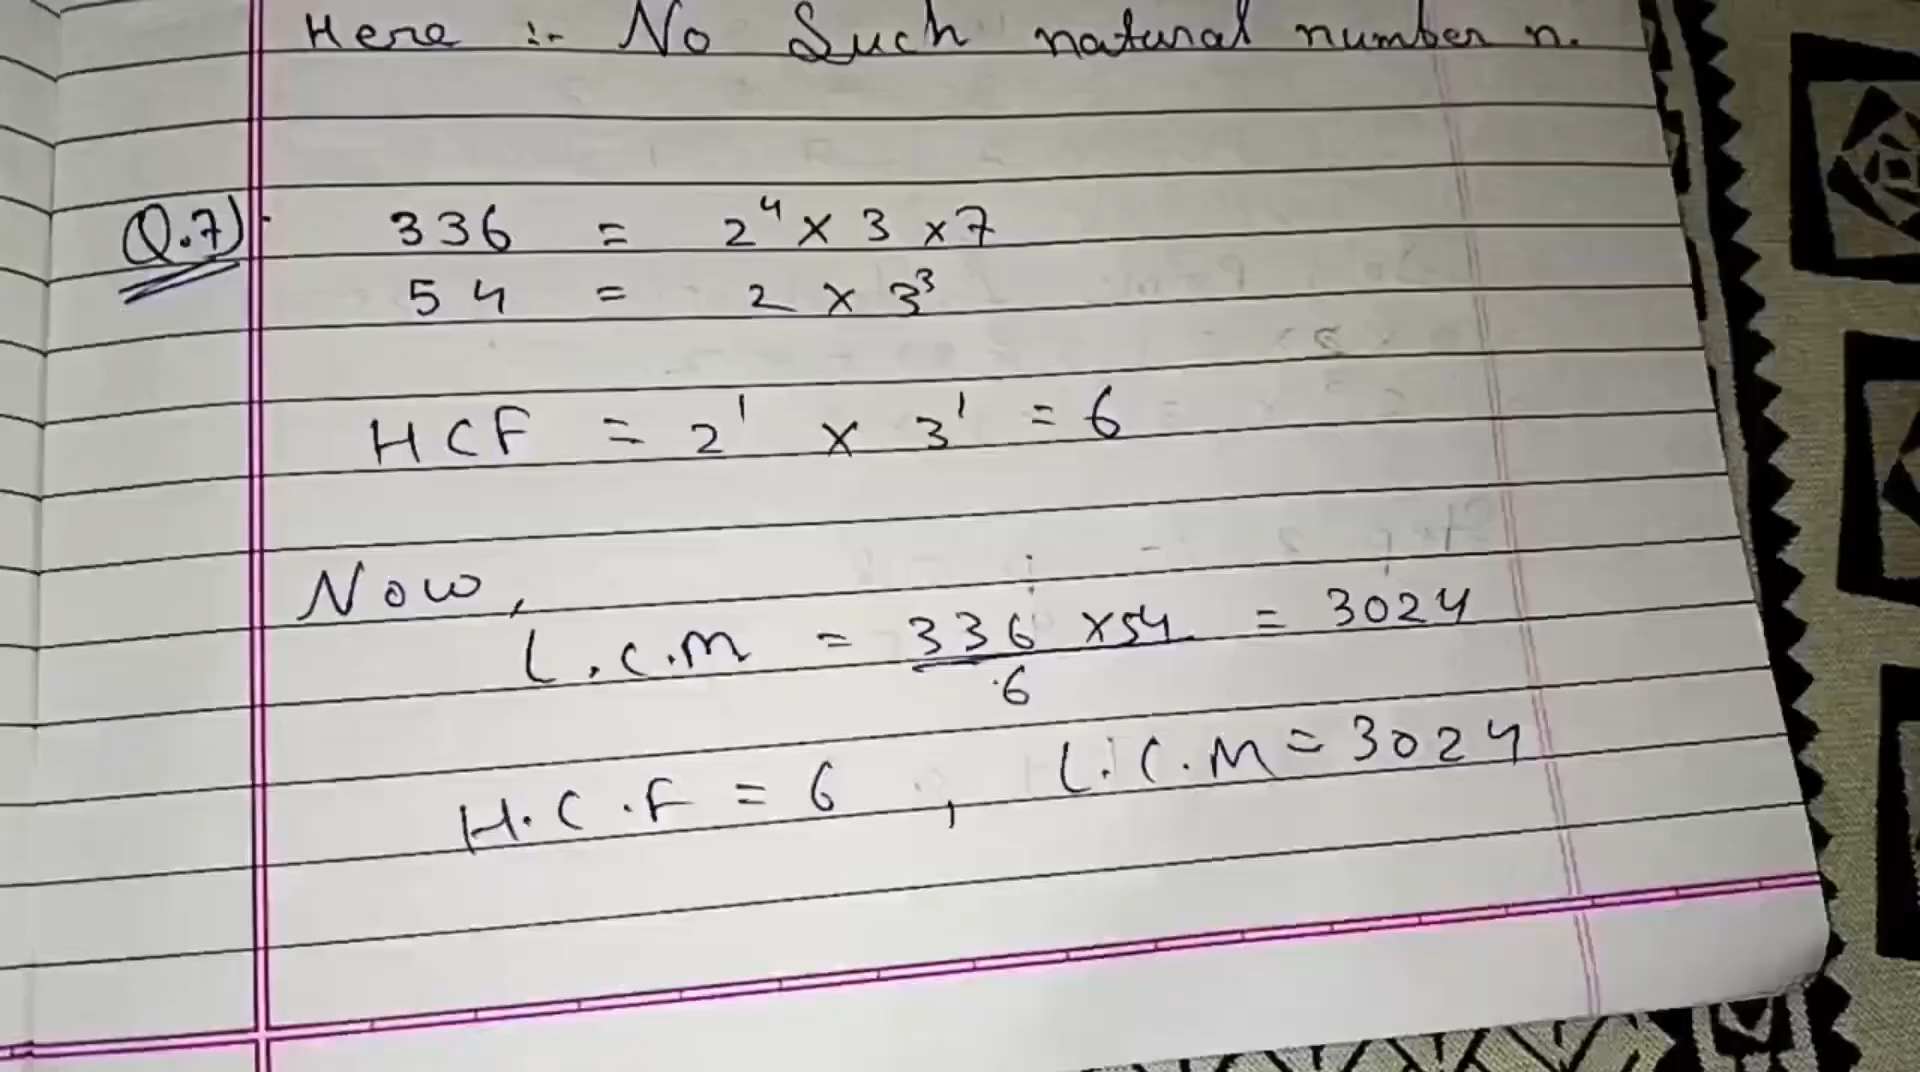 Here :- No Such natural number n.
Q.7) 336 = 2⁴ × 3 × 7
54 = 2 × 3³
HCF = 2¹ × 3¹ = 6
Now,
L.C.M = 336 × 54 / 6 = 3024
H.C.F = 6 , L.C.M = 3024